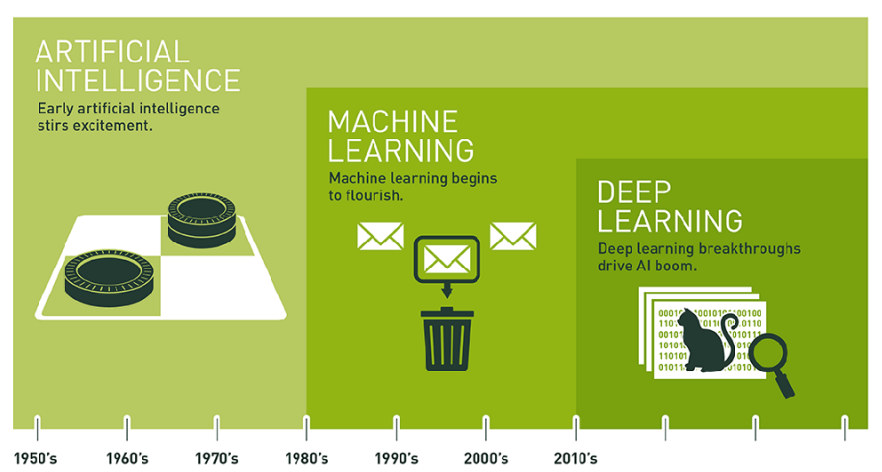 ARTIFICIAL
INTELLIGENCE
Early artificial intelligence
stirs excitement.
MACHINE
LEARNING
Machine learning begins
to flourish.
DEEP
LEARNING
Deep learning breakthroughs
drive AI boom.
1950's 1960's 1970's 1980's 1990's 2000's 2010's